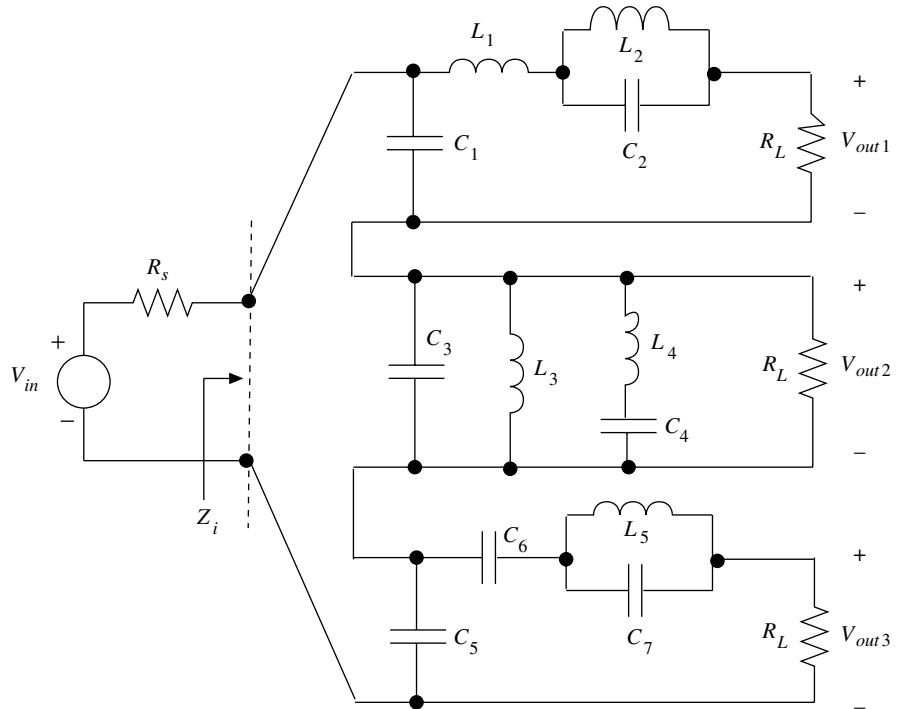 L1
L2
+
C1
C2
RL
Vout1
–
Rs
+
C3
L3
L4
RL
Vout2
+
Vin
–
C4
–
Zi
C6
L5
+
C5
C7
RL
Vout3
–